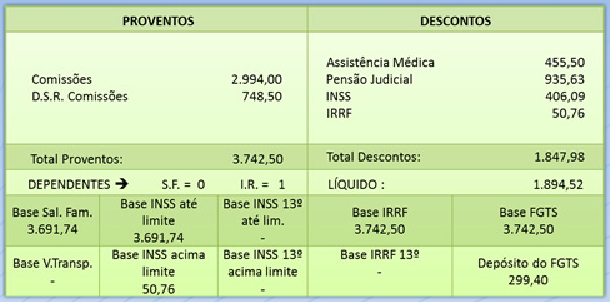 PROVENTOS DESCONTOS
Assistência Médica 455,50
Comissões 2.994,00 Pensão Judicial 935,63
D.S.R. Comissões 748,50 INSS 406,09
IRRF 50,76
Total Proventos: 3.742,50 Total Descontos: 1.847,98
DEPENDENTES → S.F. = 0 I.R. = 1 LÍQUIDO : 1.894,52
Base Sal. Fam.
3.691,74
Base INSS até
limite
3.691,74
Base INSS 13º
até lim.
-
Base IRRF
3.742,50
Base FGTS
3.742,50
Base V.Transp.
-
Base INSS acima
limite
50,76
Base INSS 13º
acima limite
-
Base IRRF 13º
-
Depósito do FGTS
299,40